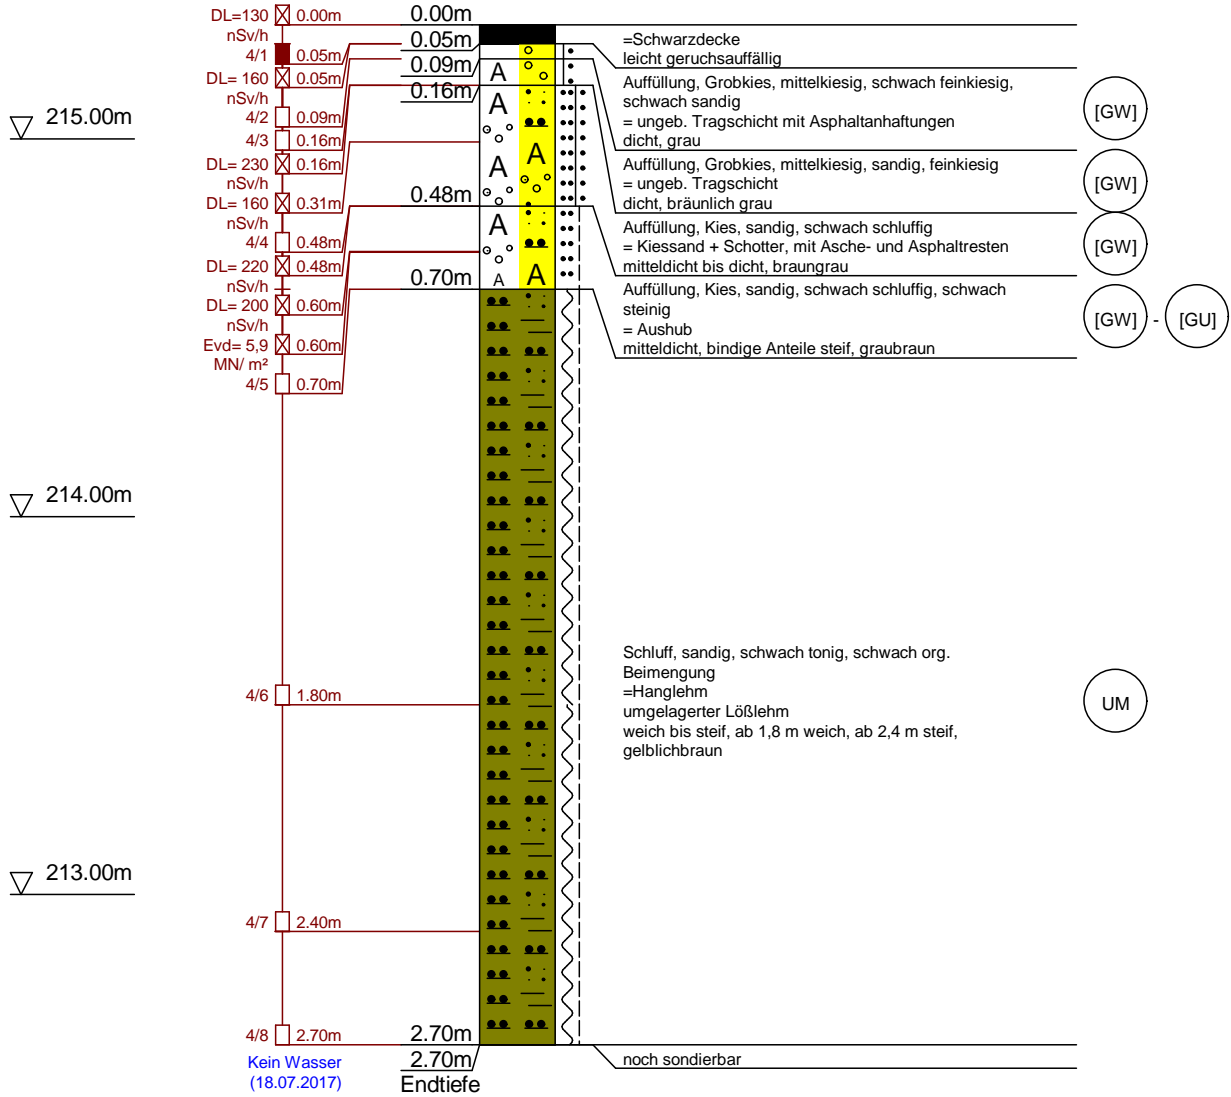 DL=130 0.00m
nSv/h
4/1 0.05m
DL= 160 0.05m
nSv/h
4/2 0.09m
4/3 0.16m
DL= 230 0.16m
nSv/h
DL= 160 0.31m
nSv/h
4/4 0.48m
DL= 220 0.48m
nSv/h
DL= 200 0.60m
nSv/h
Evd= 5,9 0.60m
MN/ m²
4/5 0.70m
4/6 1.80m
4/7 2.40m
4/8 2.70m
Kein Wasser
(18.07.2017)
215.00m
214.00m
213.00m
0.00m
0.05m
0.09m
0.16m
0.48m
0.70m
2.70m
2.70m
Endtiefe
A
A
A
A
A
A
A
=Schwarzdecke
leicht geruchsauffällig
Auffüllung, Grobkies, mittelkiesig, schwach feinkiesig,
schwach sandig
= ungeb. Tragschicht mit Asphaltanhaftungen
dicht, grau
[GW]
Auffüllung, Grobkies, mittelkiesig, sandig, feinkiesig
= ungeb. Tragschicht
dicht, bräunlich grau
[GW]
Auffüllung, Kies, sandig, schwach schluffig
= Kiessand + Schotter, mit Asche- und Asphaltresten
mitteldicht bis dicht, braungrau
[GW]
Auffüllung, Kies, sandig, schwach schluffig, schwach
steinig
= Aushub
mitteldicht, bindige Anteile steif, graubraun
[GW] - [GU]
Schluff, sandig, schwach tonig, schwach org.
Beimengung
=Hanglehm
umgelagerter Lößlehm
weich bis steif, ab 1,8 m weich, ab 2,4 m steif,
gelblichbraun
UM
noch sondierbar